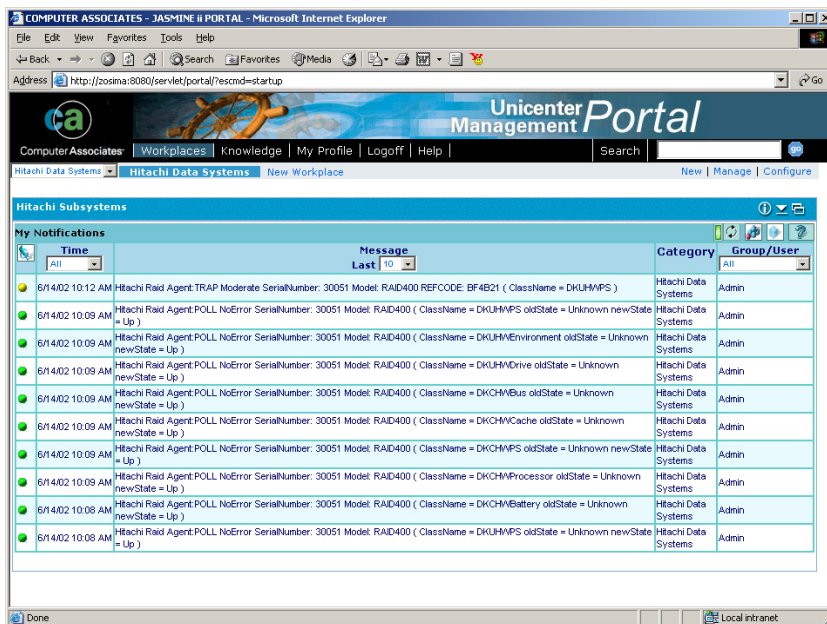 COMPUTER ASSOCIATES - JASMINE ii PORTAL - Microsoft Internet Explorer
File Edit View Favorites Tools Help
Back Search Favorites Media
Address http://zosima:8080/servlet/portal/?escmd=startup Go
ca
Computer Associates
Unicenter Management Portal
Workplaces | Knowledge | My Profile | Logoff | Help | Search go
Hitachi Data Systems Hitachi Data Systems New Workplace New | Manage | Configure
Hitachi Subsystems
My Notifications
Time Message Category Group/User
All Last 10 All
6/14/02 10:12 AM Hitachi Raid Agent:TRAP Moderate SerialNumber: 30051 Model: RAID400 REFCODE: BF4B21 ( ClassName = DKUHWPS ) Hitachi Data Systems Admin
6/14/02 10:09 AM Hitachi Raid Agent:POLL NoError SerialNumber: 30051 Model: RAID400 ( ClassName = DKUHWPS oldState = Unknown newState = Up ) Hitachi Data Systems Admin
6/14/02 10:09 AM Hitachi Raid Agent:POLL NoError SerialNumber: 30051 Model: RAID400 ( ClassName = DKUHWEnvironment oldState = Unknown newState = Up ) Hitachi Data Systems Admin
6/14/02 10:09 AM Hitachi Raid Agent:POLL NoError SerialNumber: 30051 Model: RAID400 ( ClassName = DKUHWDrive oldState = Unknown newState = Up ) Hitachi Data Systems Admin
6/14/02 10:09 AM Hitachi Raid Agent:POLL NoError SerialNumber: 30051 Model: RAID400 ( ClassName = DKCHWBus oldState = Unknown newState = Up ) Hitachi Data Systems Admin
6/14/02 10:09 AM Hitachi Raid Agent:POLL NoError SerialNumber: 30051 Model: RAID400 ( ClassName = DKCHWCache oldState = Unknown newState = Up ) Hitachi Data Systems Admin
6/14/02 10:09 AM Hitachi Raid Agent:POLL NoError SerialNumber: 30051 Model: RAID400 ( ClassName = DKCHWPS oldState = Unknown newState = Up ) Hitachi Data Systems Admin
6/14/02 10:09 AM Hitachi Raid Agent:POLL NoError SerialNumber: 30051 Model: RAID400 ( ClassName = DKCHWProcessor oldState = Unknown newState = Up ) Hitachi Data Systems Admin
6/14/02 10:08 AM Hitachi Raid Agent:POLL NoError SerialNumber: 30051 Model: RAID400 ( ClassName = DKCHWBattery oldState = Unknown newState = Up ) Hitachi Data Systems Admin
6/14/02 10:08 AM Hitachi Raid Agent:POLL NoError SerialNumber: 30051 Model: RAID400 ( ClassName = DKUHWPS oldState = Unknown newState = Up ) Hitachi Data Systems Admin
Done Local intranet